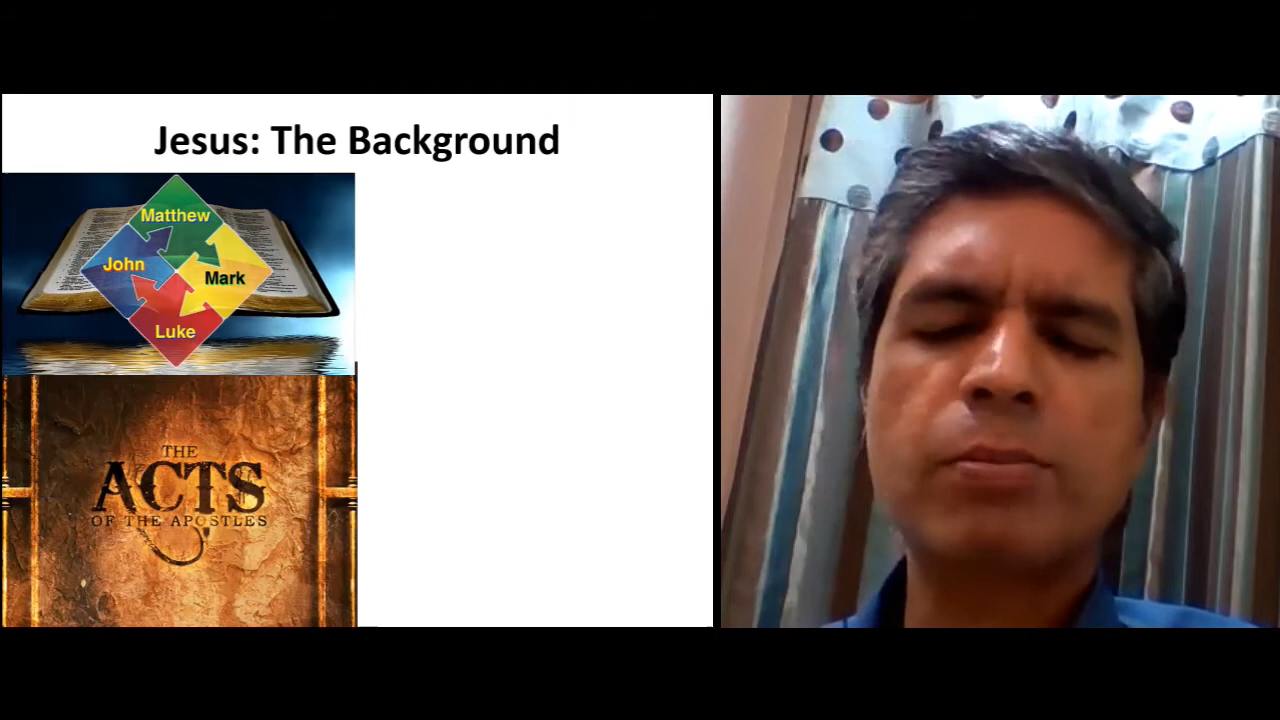 Jesus: The Background
Matthew
John
Mark
Luke
THE
ACTS
OF THE APOSTLES